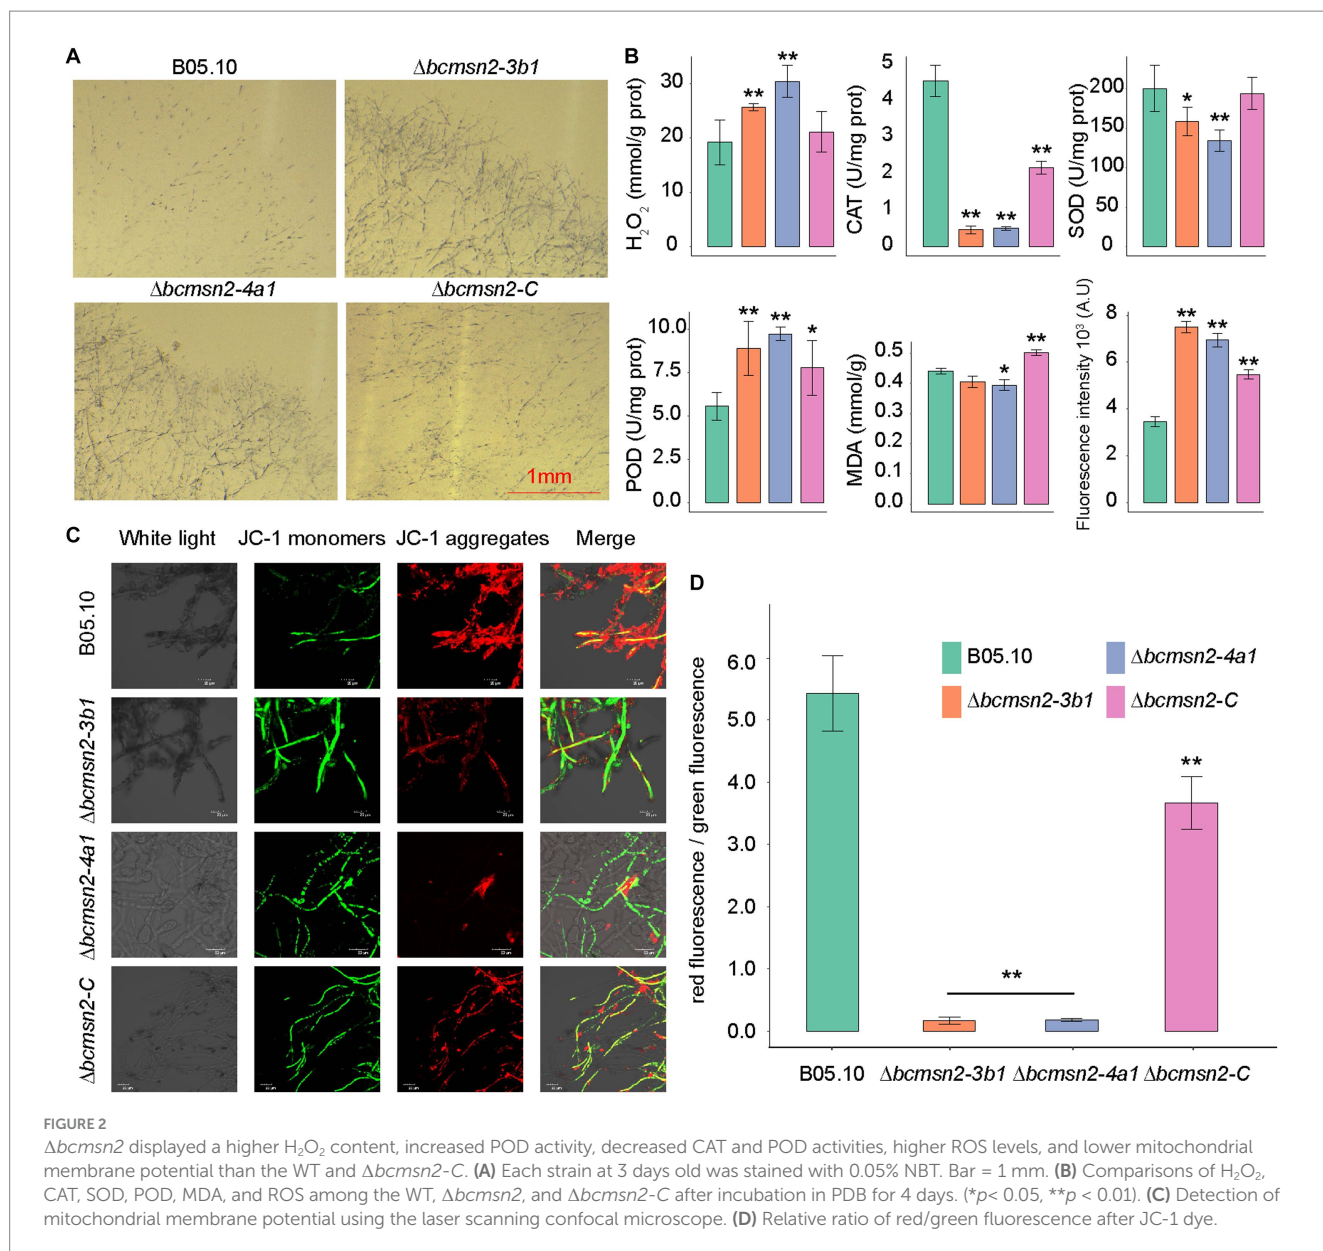 A
B05.10
Δbcmsn2-3b1
Δbcmsn2-4a1
Δbcmsn2-C
1mm
B
H2O2 (mmol/g prot)
30
20
10
0
**
**
CAT (U/mg prot)
5
4
3
2
1
0
**
**
**
SOD (U/mg prot)
200
150
100
50
0
*
**
POD (U/mg prot)
10.0
7.5
5.0
2.5
0.0
**
**
*
MDA (mmol/g)
0.5
0.4
0.3
0.2
0.1
0.0
*
**
Fluorescence intensity 10³ (A.U)
8
6
4
2
0
**
**
**
C
White light
JC-1 monomers
JC-1 aggregates
Merge
B05.10
Δbcmsn2-3b1
Δbcmsn2-4a1
Δbcmsn2-C
D
red fluorescence / green fluorescence
6.0
5.0
4.0
3.0
2.0
1.0
0.0
B05.10
Δbcmsn2-4a1
Δbcmsn2-3b1
Δbcmsn2-C
**
**
B05.10 Δbcmsn2-3b1 Δbcmsn2-4a1 Δbcmsn2-C
FIGURE 2
Δbcmsn2 displayed a higher H₂O₂ content, increased POD activity, decreased CAT and POD activities, higher ROS levels, and lower mitochondrial
membrane potential than the WT and Δbcmsn2-C. (A) Each strain at 3 days old was stained with 0.05% NBT. Bar = 1 mm. (B) Comparisons of H₂O₂,
CAT, SOD, POD, MDA, and ROS among the WT, Δbcmsn2, and Δbcmsn2-C after incubation in PDB for 4 days. (*p< 0.05, **p < 0.01). (C) Detection of
mitochondrial membrane potential using the laser scanning confocal microscope. (D) Relative ratio of red/green fluorescence after JC-1 dye.